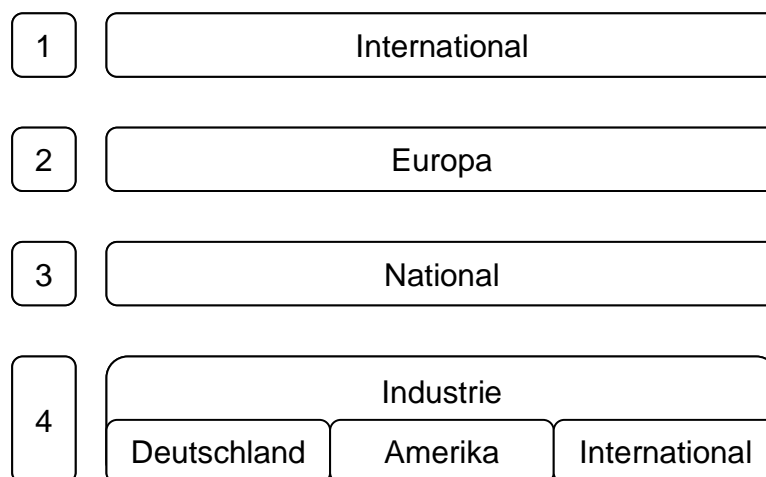 1 International
2 Europa
3 National
4 Industrie
Deutschland Amerika International